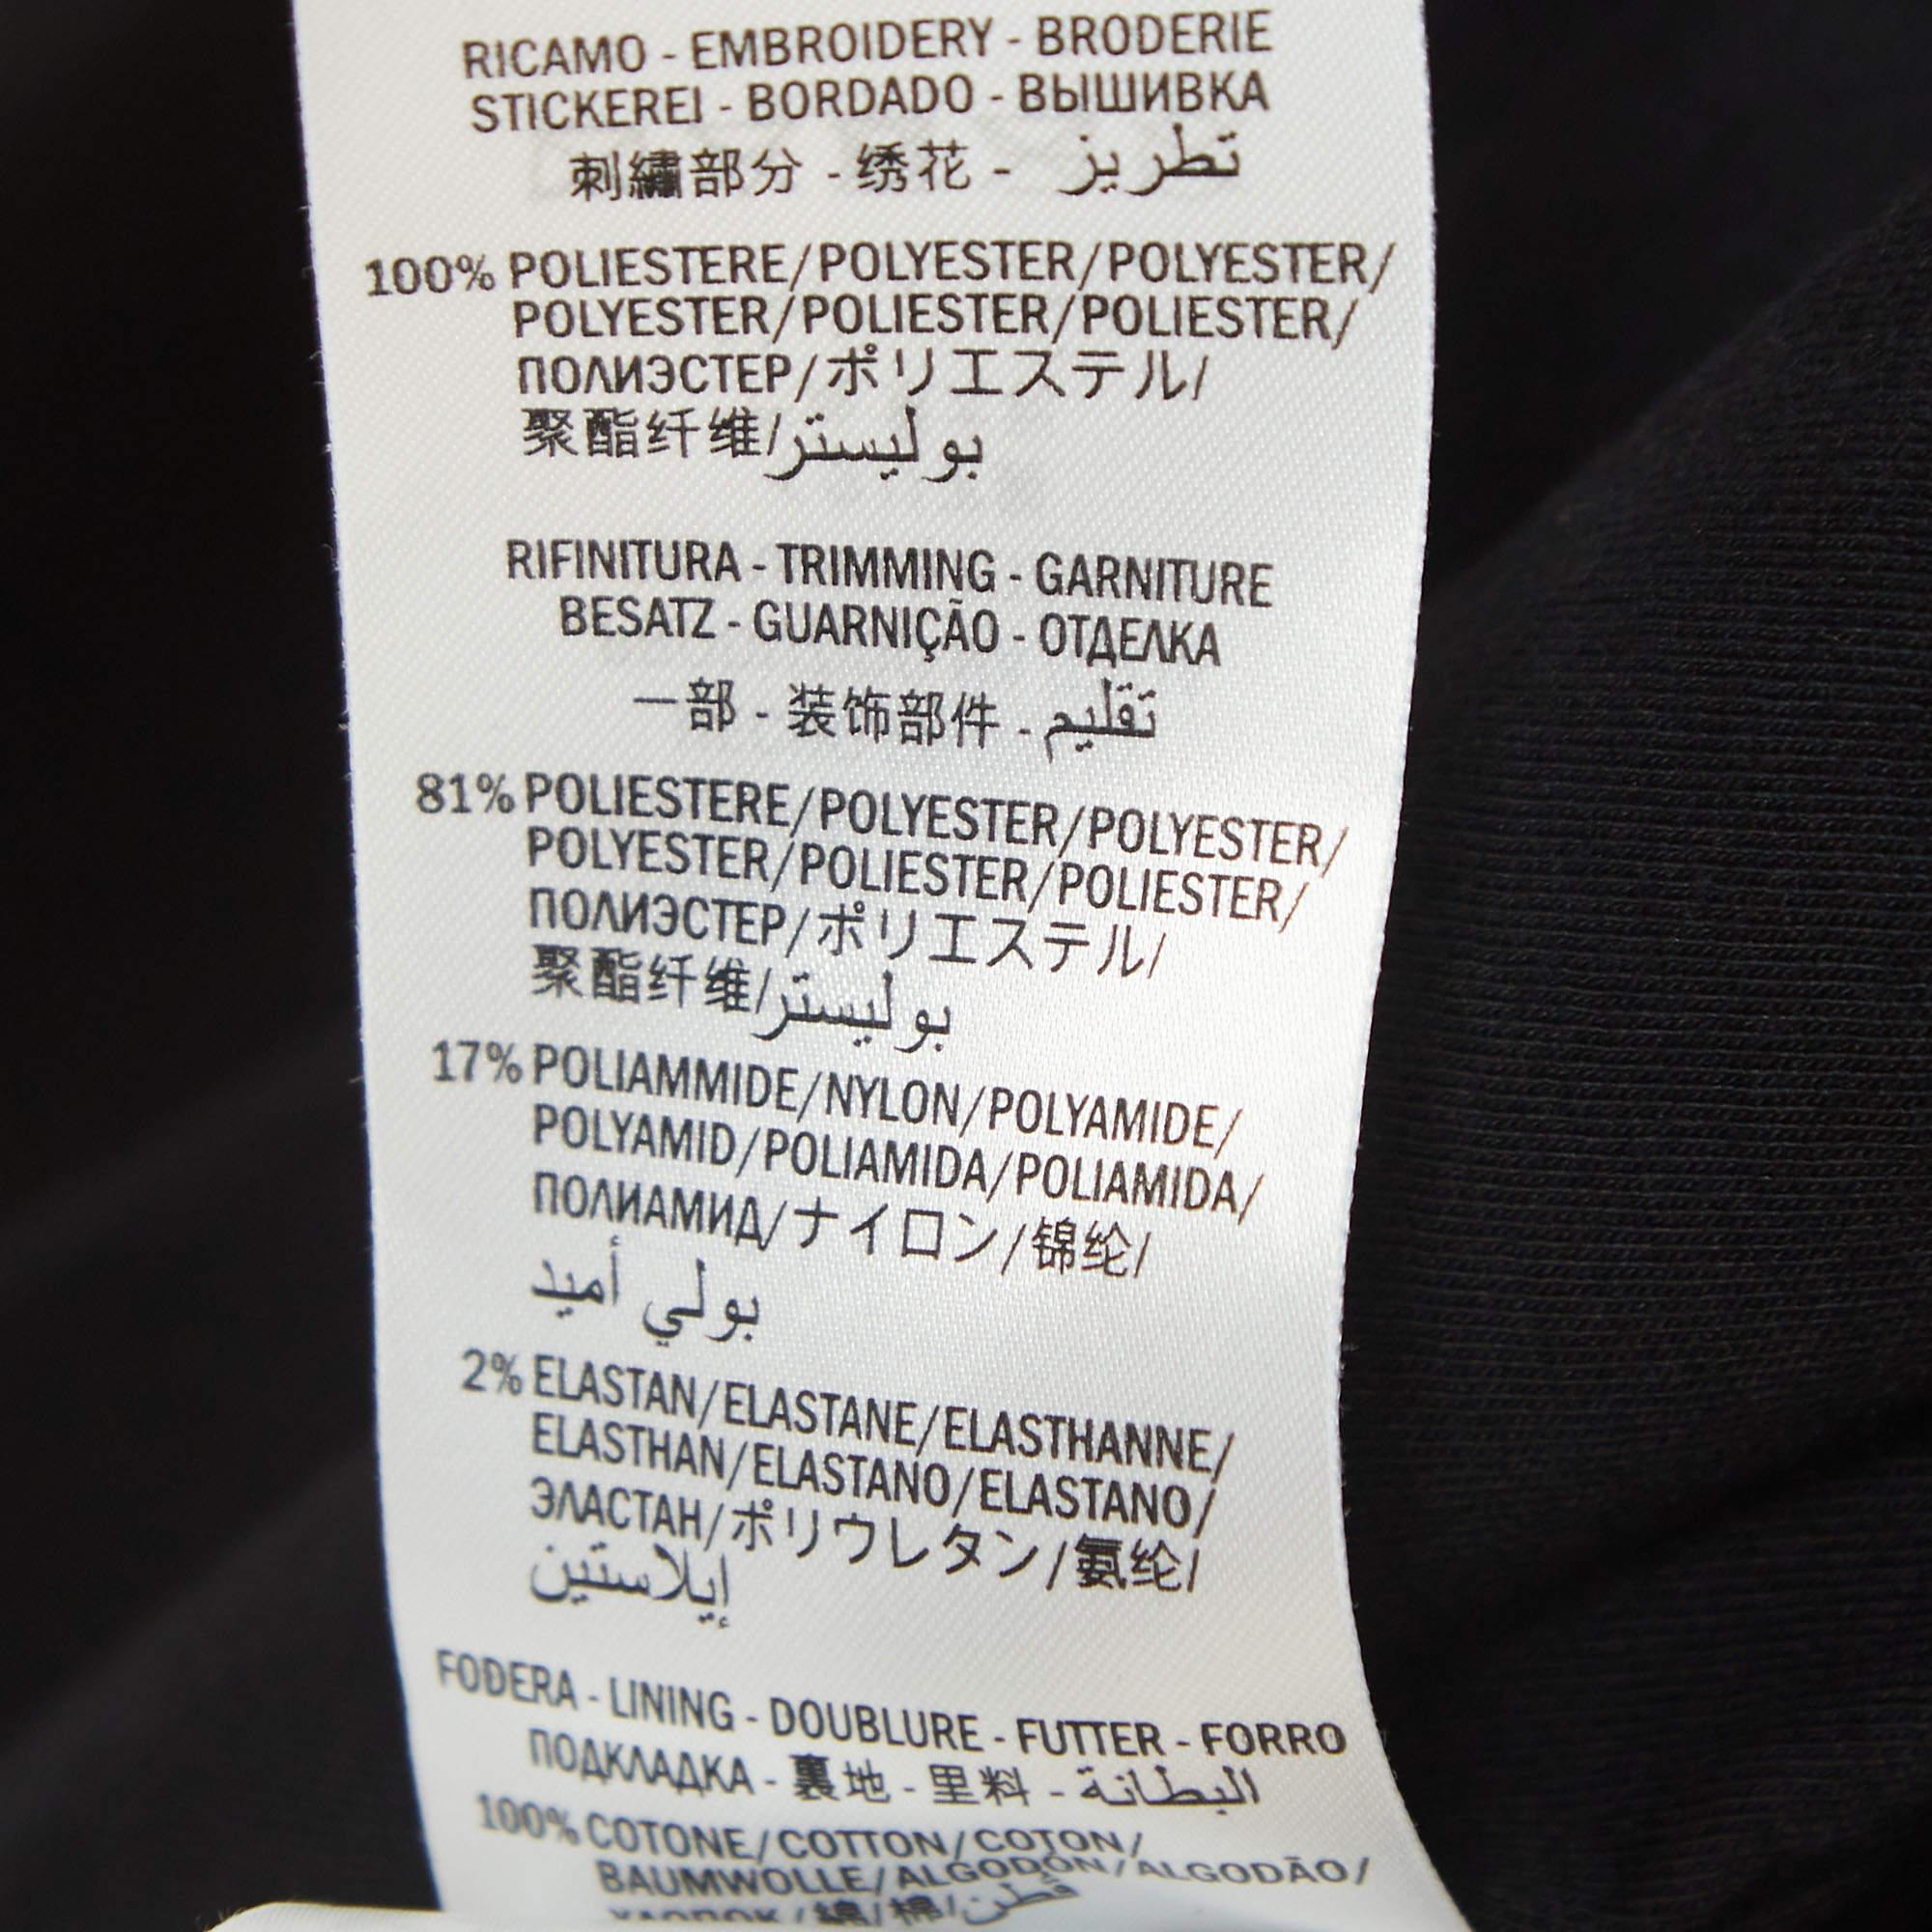 RICAMO - EMBROIDERY - BRODERIE
STICKEREI - BORDADO - ВЫШИВКА
刺繍部分 - 绣花 - تطريز
100% POLIESTERE/POLYESTER/POLYESTER/
POLYESTER/POLIESTER/POLIESTER/
ПОЛИЭСТЕР/ポリエステル/
聚酯纤维/بوليستر
RIFINITURA - TRIMMING - GARNITURE
BESATZ - GUARNIÇÃO - ОТДЕЛКА
一部 - 装饰部件 - تقليم
81% POLIESTERE/POLYESTER/POLYESTER/
POLYESTER/POLIESTER/POLIESTER/
ПОЛИЭСТЕР/ポリエステル/
聚酯纤维/بوليستر
17% POLIAMMIDE/NYLON/POLYAMIDE/
POLYAMID/POLIAMIDA/POLIAMIDA/
ПОЛИАМИД/ナイロン/锦纶/
بولي أميد
2% ELASTAN/ELASTANE/ELASTHANNE/
ELASTHAN/ELASTANO/ELASTANO/
ЭЛАСТАН/ポリウレタン/氨纶/
إيلاستين
FODERA - LINING - DOUBLURE - FUTTER - FORRO
ПОДКЛАДКА - 裏地 - 里料 - البطانة
100% COTONE/COTTON/COTON/
BAUMWOLLE/ALGODÓN/ALGODÃO/
ХЛОПОК/綿/棉/قطن